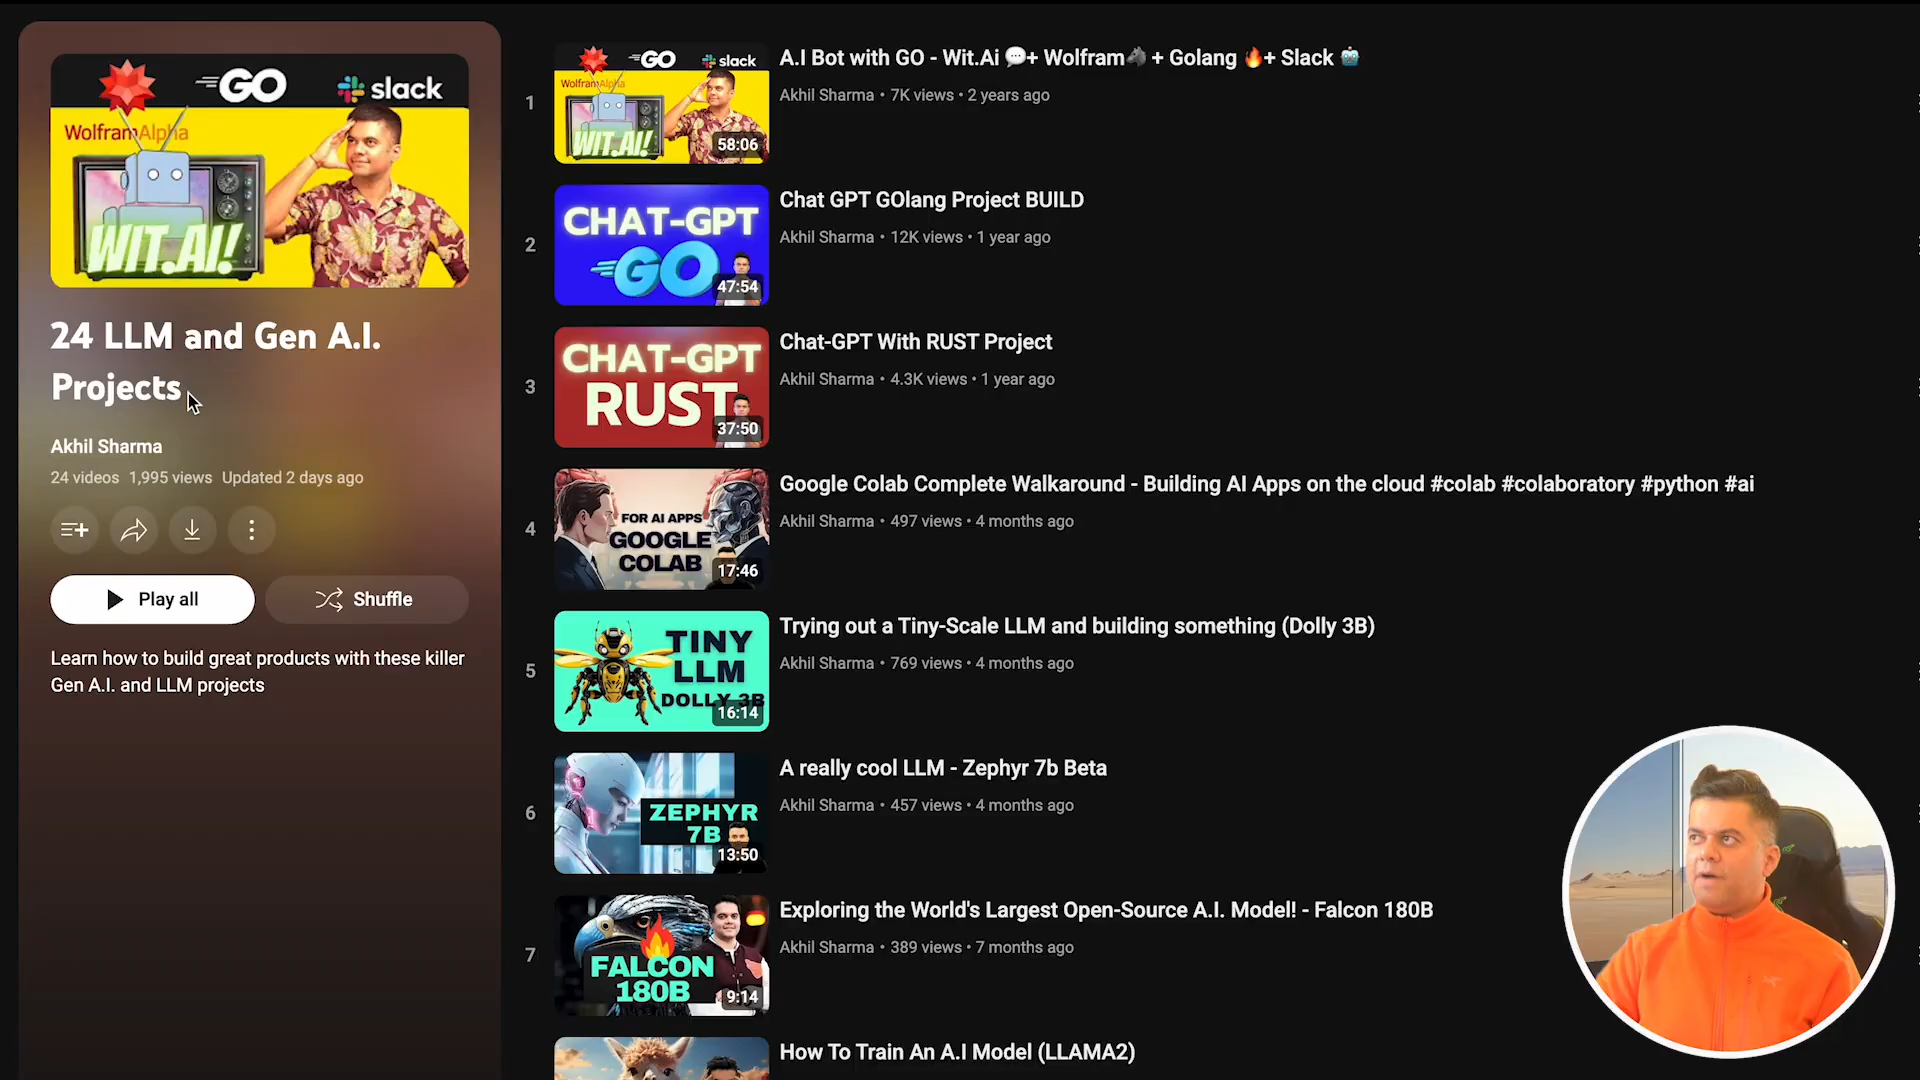 GO
slack
WolframAlpha
WIT.AI!
24 LLM and Gen A.I.
Projects
Akhil Sharma
24 videos 1,995 views Updated 2 days ago
Play all
Shuffle
Learn how to build great products with these killer
Gen A.I. and LLM projects
1
GO
slack
WolframAlpha
WIT.AI!
58:06
A.I Bot with GO - Wit.Ai 💬+ Wolfram🐺 + Golang 🔥+ Slack 🤖
Akhil Sharma • 7K views • 2 years ago
2
CHAT-GPT
GO
47:54
Chat GPT GOlang Project BUILD
Akhil Sharma • 12K views • 1 year ago
3
CHAT-GPT
RUST
37:50
Chat-GPT With RUST Project
Akhil Sharma • 4.3K views • 1 year ago
4
FOR AI APPS
GOOGLE
COLAB
17:46
Google Colab Complete Walkaround - Building AI Apps on the cloud #colab #colaboratory #python #ai
Akhil Sharma • 497 views • 4 months ago
5
TINY
LLM
DOLLY 3B
16:14
Trying out a Tiny-Scale LLM and building something (Dolly 3B)
Akhil Sharma • 769 views • 4 months ago
6
ZEPHYR
7B
13:50
A really cool LLM - Zephyr 7b Beta
Akhil Sharma • 457 views • 4 months ago
7
FALCON
180B
9:14
Exploring the World's Largest Open-Source A.I. Model! - Falcon 180B
Akhil Sharma • 389 views • 7 months ago
How To Train An A.I Model (LLAMA2)